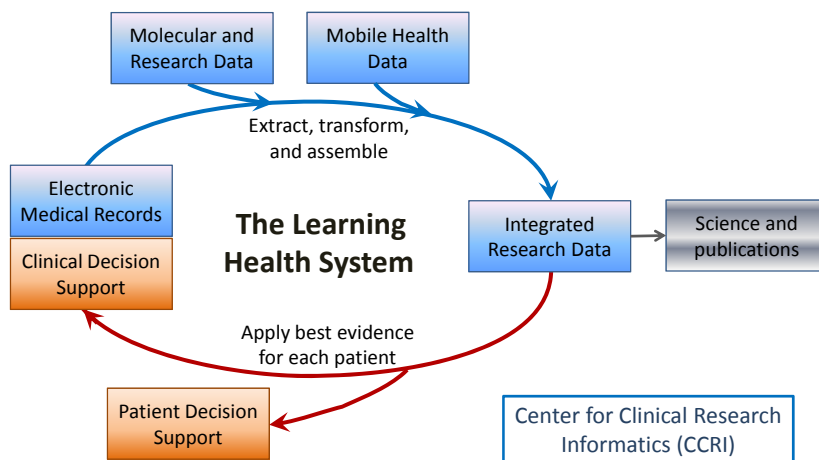 Molecular and
Research Data
Mobile Health
Data
Extract, transform,
and assemble
Electronic
Medical Records
Clinical Decision
Support
The Learning
Health System
Integrated
Research Data
Science and
publications
Apply best evidence
for each patient
Patient Decision
Support
Center for Clinical Research
Informatics (CCRI)